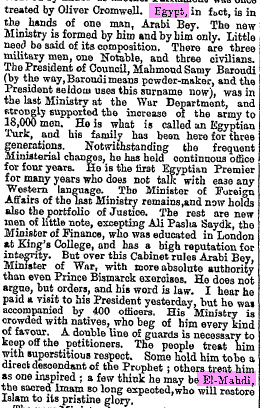 treated by Oliver Cromwell. Egypt, in fact, is in
the hands of one man, Arabi Bey. The new
Ministry is formed by him and by him only. Little
need be said of its composition. There are three
military men, one Notable, and three civilians.
The President of Council, Mahmoud Samy Baroudi
(by the way, Baroudi means powder-maker, and the
President seldom uses this surname now), was in
the last Ministry at the War Department, and
strongly supported the increase of the army to
18,000 men. He is what is called an Egyptian
Turk, and his family has been here for three
generations. Notwithstanding the frequent
Ministerial changes, he has held continuous office
for four years. He is the first Egyptian Premier
for many years who does not talk with ease any
Western language. The Minister of Foreign
Affairs of the last Ministry remains, and now holds
also the portfolio of Justice. The rest are new
men of little note, excepting Ali Pasha Saydk, the
Minister of Finance, who was educated in London
at King's College, and has a high reputation for
integrity. But over this Cabinet rules Arabi Bey,
Minister of War, with more absolute authority
than even Prince Bismarck exercises. He does not
argue, but orders, and his word is law. I hear he
paid a visit to his President yesterday, but he was
accompanied by 400 officers. His Ministry is
crowded with natives, who beg of him every kind
of favour. A double line of guards is necessary to
keep off the petitioners. The people treat him
with superstitious respect. Some hold him to be a
direct descendant of the Prophet; others treat him
as one inspired; a few think he may be El-Mahdi,
the sacred Imam so long expected, who will restore
Islam to its pristine glory.